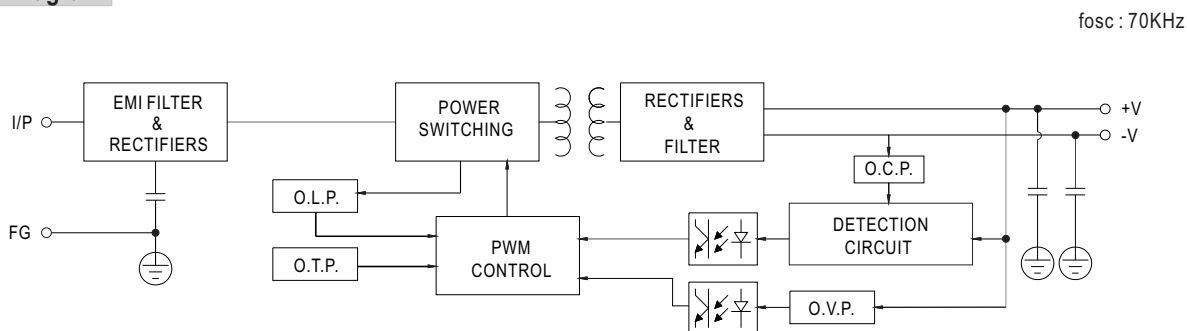 fosc : 70KHz
I/P
EMI FILTER
&
RECTIFIERS
POWER
SWITCHING
RECTIFIERS
&
FILTER
+V
-V
O.C.P.
O.L.P.
FG
PWM
CONTROL
DETECTION
CIRCUIT
O.T.P.
O.V.P.